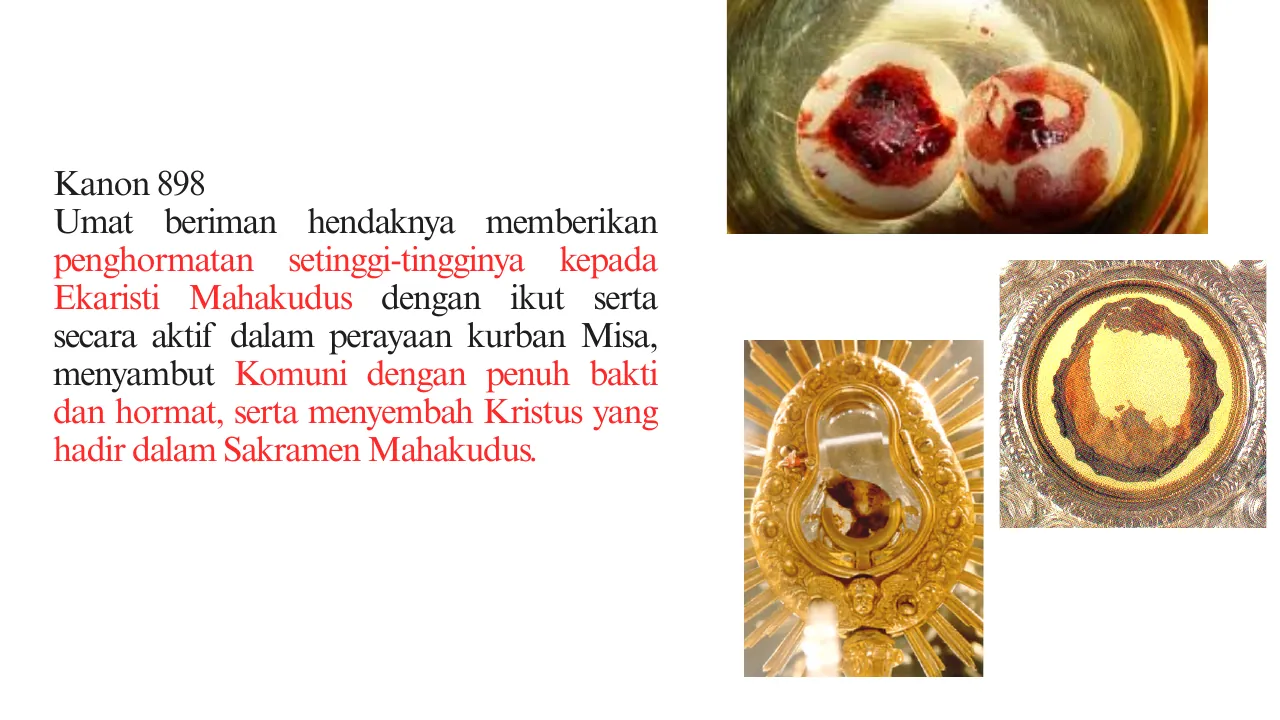 Kanon 898
Umat beriman hendaknya memberikan
penghormatan setinggi-tingginya kepada
Ekaristi Mahakudus dengan ikut serta
secara aktif dalam perayaan kurban Misa,
menyambut Komuni dengan penuh bakti
dan hormat, serta menyembah Kristus yang
hadir dalam Sakramen Mahakudus.